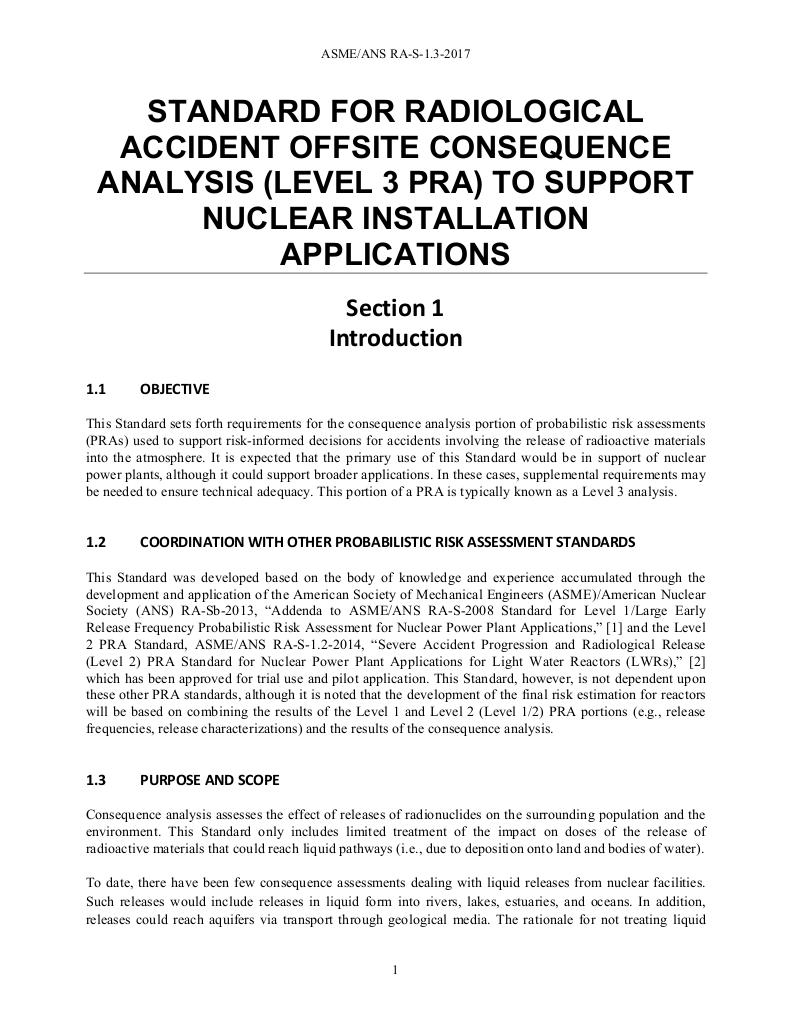 ASME/ANS RA-S-1.3-2017
STANDARD FOR RADIOLOGICAL
ACCIDENT OFFSITE CONSEQUENCE
ANALYSIS (LEVEL 3 PRA) TO SUPPORT
NUCLEAR INSTALLATION
APPLICATIONS
Section 1
Introduction
1.1 OBJECTIVE
This Standard sets forth requirements for the consequence analysis portion of probabilistic risk assessments
(PRAs) used to support risk-informed decisions for accidents involving the release of radioactive materials
into the atmosphere. It is expected that the primary use of this Standard would be in support of nuclear
power plants, although it could support broader applications. In these cases, supplemental requirements may
be needed to ensure technical adequacy. This portion of a PRA is typically known as a Level 3 analysis.
1.2 COORDINATION WITH OTHER PROBABILISTIC RISK ASSESSMENT STANDARDS
This Standard was developed based on the body of knowledge and experience accumulated through the
development and application of the American Society of Mechanical Engineers (ASME)/American Nuclear
Society (ANS) RA-Sb-2013, “Addenda to ASME/ANS RA-S-2008 Standard for Level 1/Large Early
Release Frequency Probabilistic Risk Assessment for Nuclear Power Plant Applications,” [1] and the Level
2 PRA Standard, ASME/ANS RA-S-1.2-2014, “Severe Accident Progression and Radiological Release
(Level 2) PRA Standard for Nuclear Power Plant Applications for Light Water Reactors (LWRs),” [2]
which has been approved for trial use and pilot application. This Standard, however, is not dependent upon
these other PRA standards, although it is noted that the development of the final risk estimation for reactors
will be based on combining the results of the Level 1 and Level 2 (Level 1/2) PRA portions (e.g., release
frequencies, release characterizations) and the results of the consequence analysis.
1.3 PURPOSE AND SCOPE
Consequence analysis assesses the effect of releases of radionuclides on the surrounding population and the
environment. This Standard only includes limited treatment of the impact on doses of the release of
radioactive materials that could reach liquid pathways (i.e., due to deposition onto land and bodies of water).
To date, there have been few consequence assessments dealing with liquid releases from nuclear facilities.
Such releases would include releases in liquid form into rivers, lakes, estuaries, and oceans. In addition,
releases could reach aquifers via transport through geological media. The rationale for not treating liquid
1